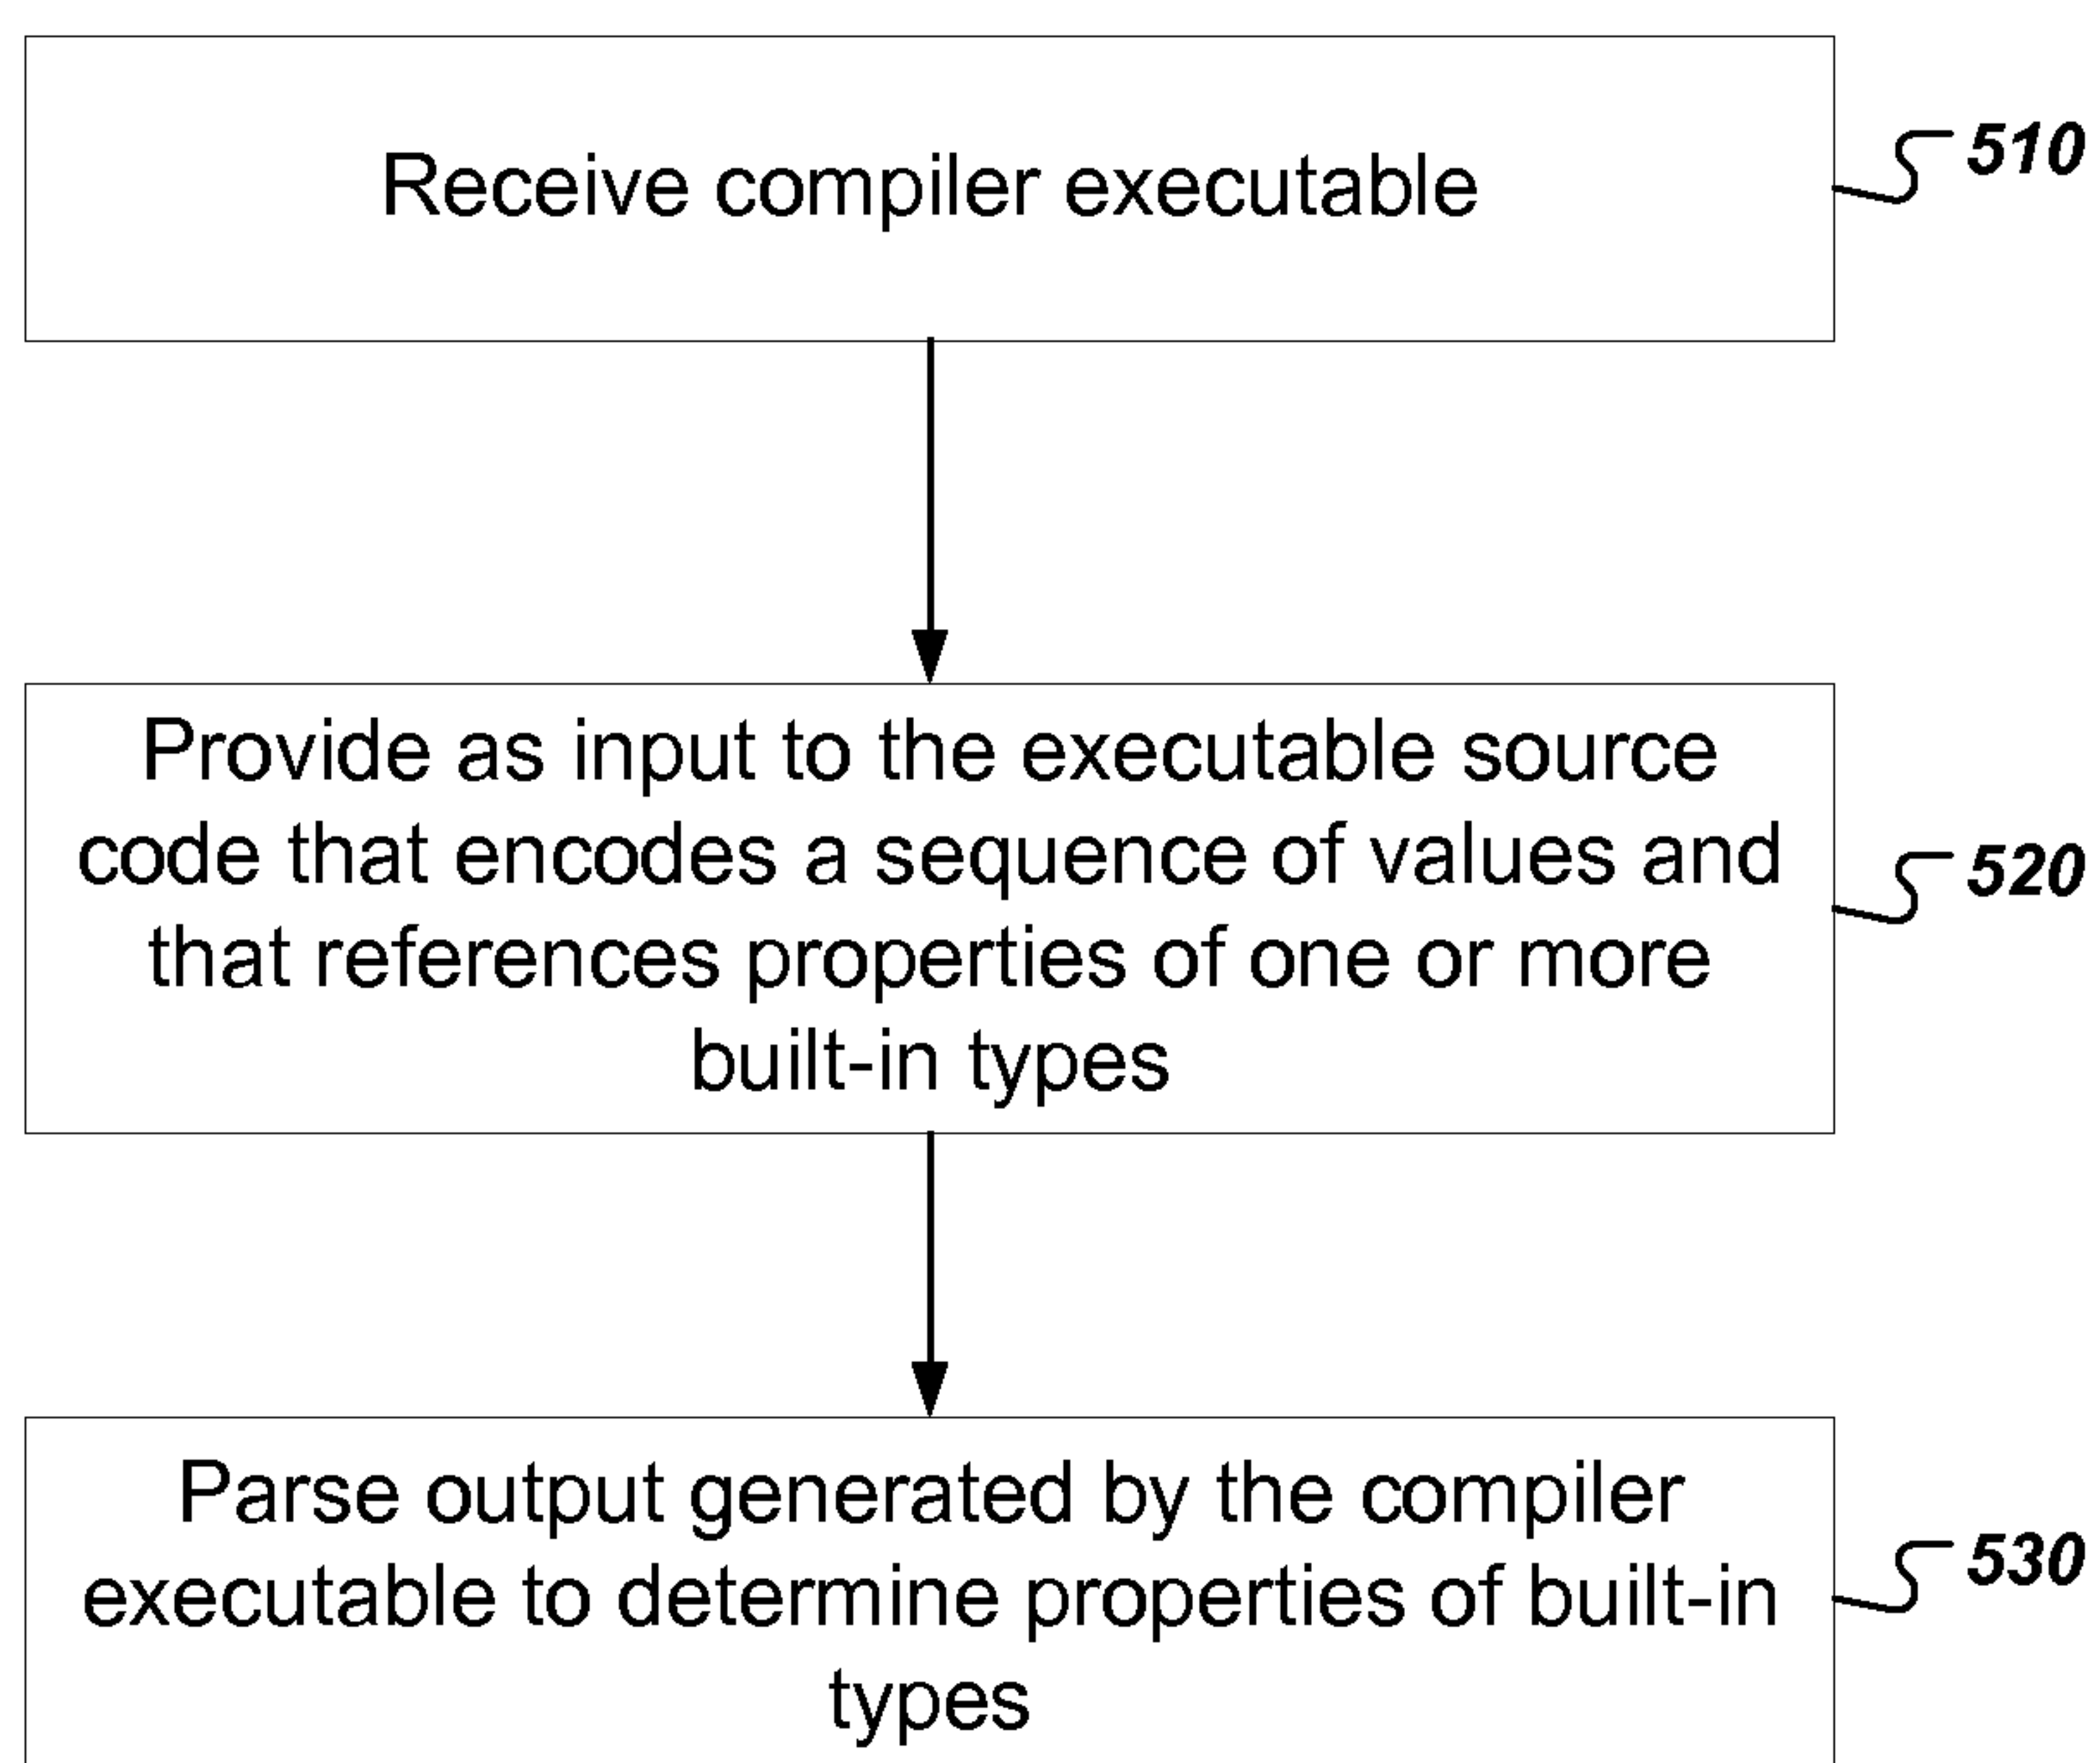 Receive compiler executable
510
Provide as input to the executable source
code that encodes a sequence of values and
that references properties of one or more
built-in types
520
Parse output generated by the compiler
executable to determine properties of built-in
types
530